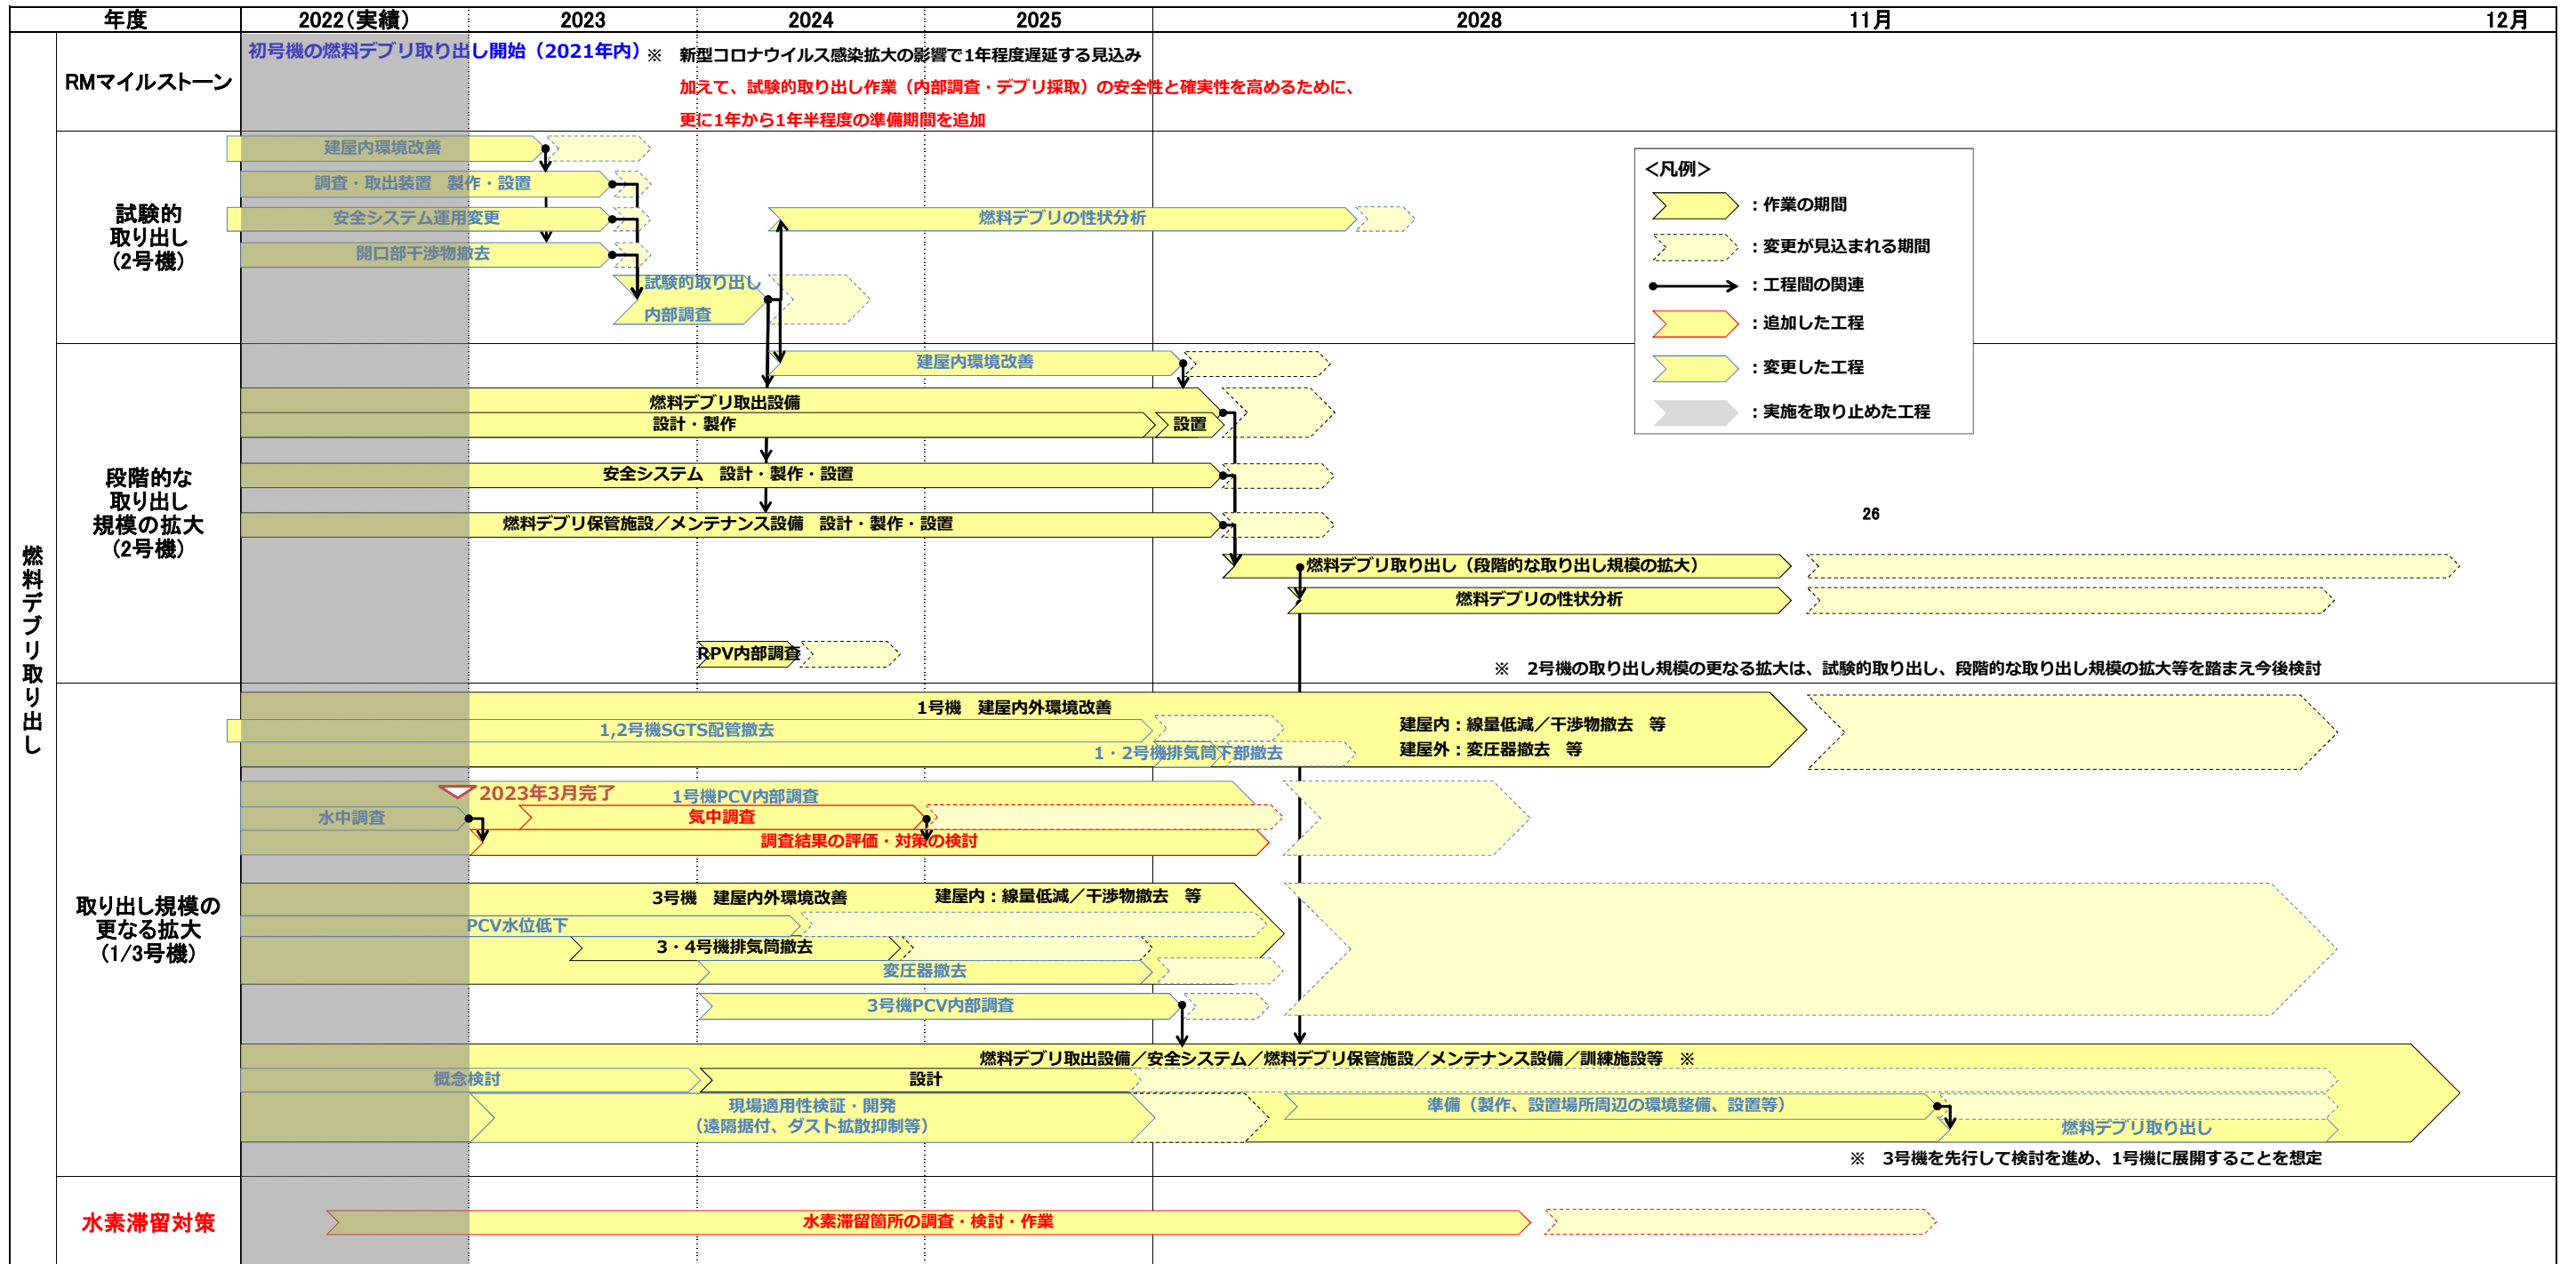 年度
2022(実績)
2023
2024
2025
2028
11月
12月
燃料デブリ取り出し
RMマイルストーン
初号機の燃料デブリ取り出し開始（2021年内）
※　新型コロナウイルス感染拡大の影響で1年程度遅延する見込み
加えて、試験的取り出し作業（内部調査・デブリ採取）の安全性と確実性を高めるために、
更に1年から1年半程度の準備期間を追加
試験的
取り出し
(2号機)
建屋内環境改善
調査・取出装置　製作・設置
安全システム運用変更
開口部干渉物撤去
試験的取り出し
内部調査
燃料デブリの性状分析
＜凡例＞
：作業の期間
：変更が見込まれる期間
：工程間の関連
：追加した工程
：変更した工程
：実施を取り止めた工程
段階的な
取り出し
規模の拡大
(2号機)
建屋内環境改善
燃料デブリ取出設備
設計・製作
設置
安全システム　設計・製作・設置
燃料デブリ保管施設／メンテナンス設備　設計・製作・設置
26
燃料デブリ取り出し（段階的な取り出し規模の拡大）
燃料デブリの性状分析
RPV内部調査
※　2号機の取り出し規模の更なる拡大は、試験的取り出し、段階的な取り出し規模の拡大等を踏まえ今後検討
取り出し規模の
更なる拡大
(1/3号機)
1号機　建屋内外環境改善
1,2号機SGTS配管撤去
1・2号機排気筒下部撤去
建屋内：線量低減／干渉物撤去　等
建屋外：変圧器撤去　等
2023年3月完了
1号機PCV内部調査
水中調査
気中調査
調査結果の評価・対策の検討
3号機　建屋内外環境改善
建屋内：線量低減／干渉物撤去　等
PCV水位低下
3・4号機排気筒撤去
変圧器撤去
3号機PCV内部調査
燃料デブリ取出設備／安全システム／燃料デブリ保管施設／メンテナンス設備／訓練施設等　※
概念検討
設計
現場適用性検証・開発
（遠隔据付、ダスト拡散抑制等）
準備（製作、設置場所周辺の環境整備、設置等）
燃料デブリ取り出し
※　3号機を先行して検討を進め、1号機に展開することを想定
水素滞留対策
水素滞留箇所の調査・検討・作業